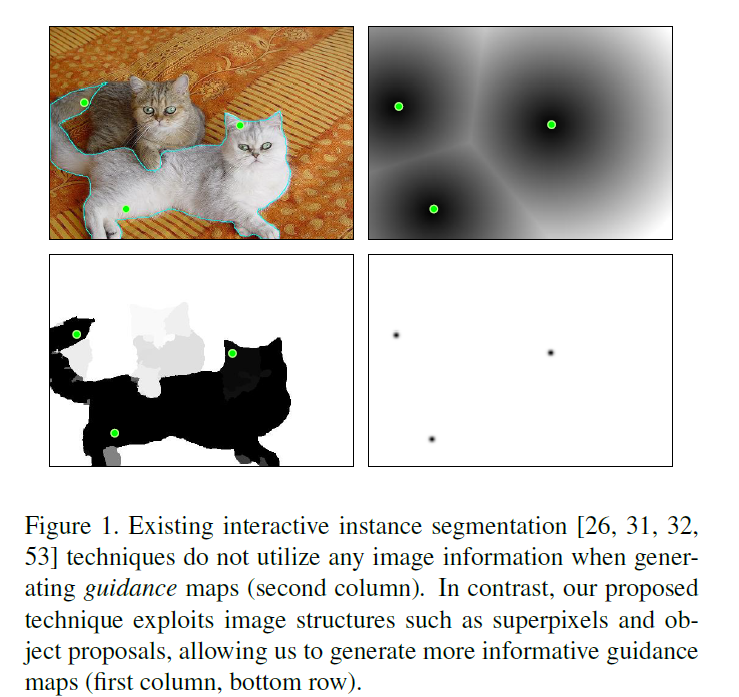 Figure 1. Existing interactive instance segmentation [26, 31, 32,
53] techniques do not utilize any image information when gener-
ating guidance maps (second column). In contrast, our proposed
technique exploits image structures such as superpixels and ob-
ject proposals, allowing us to generate more informative guidance
maps (first column, bottom row).